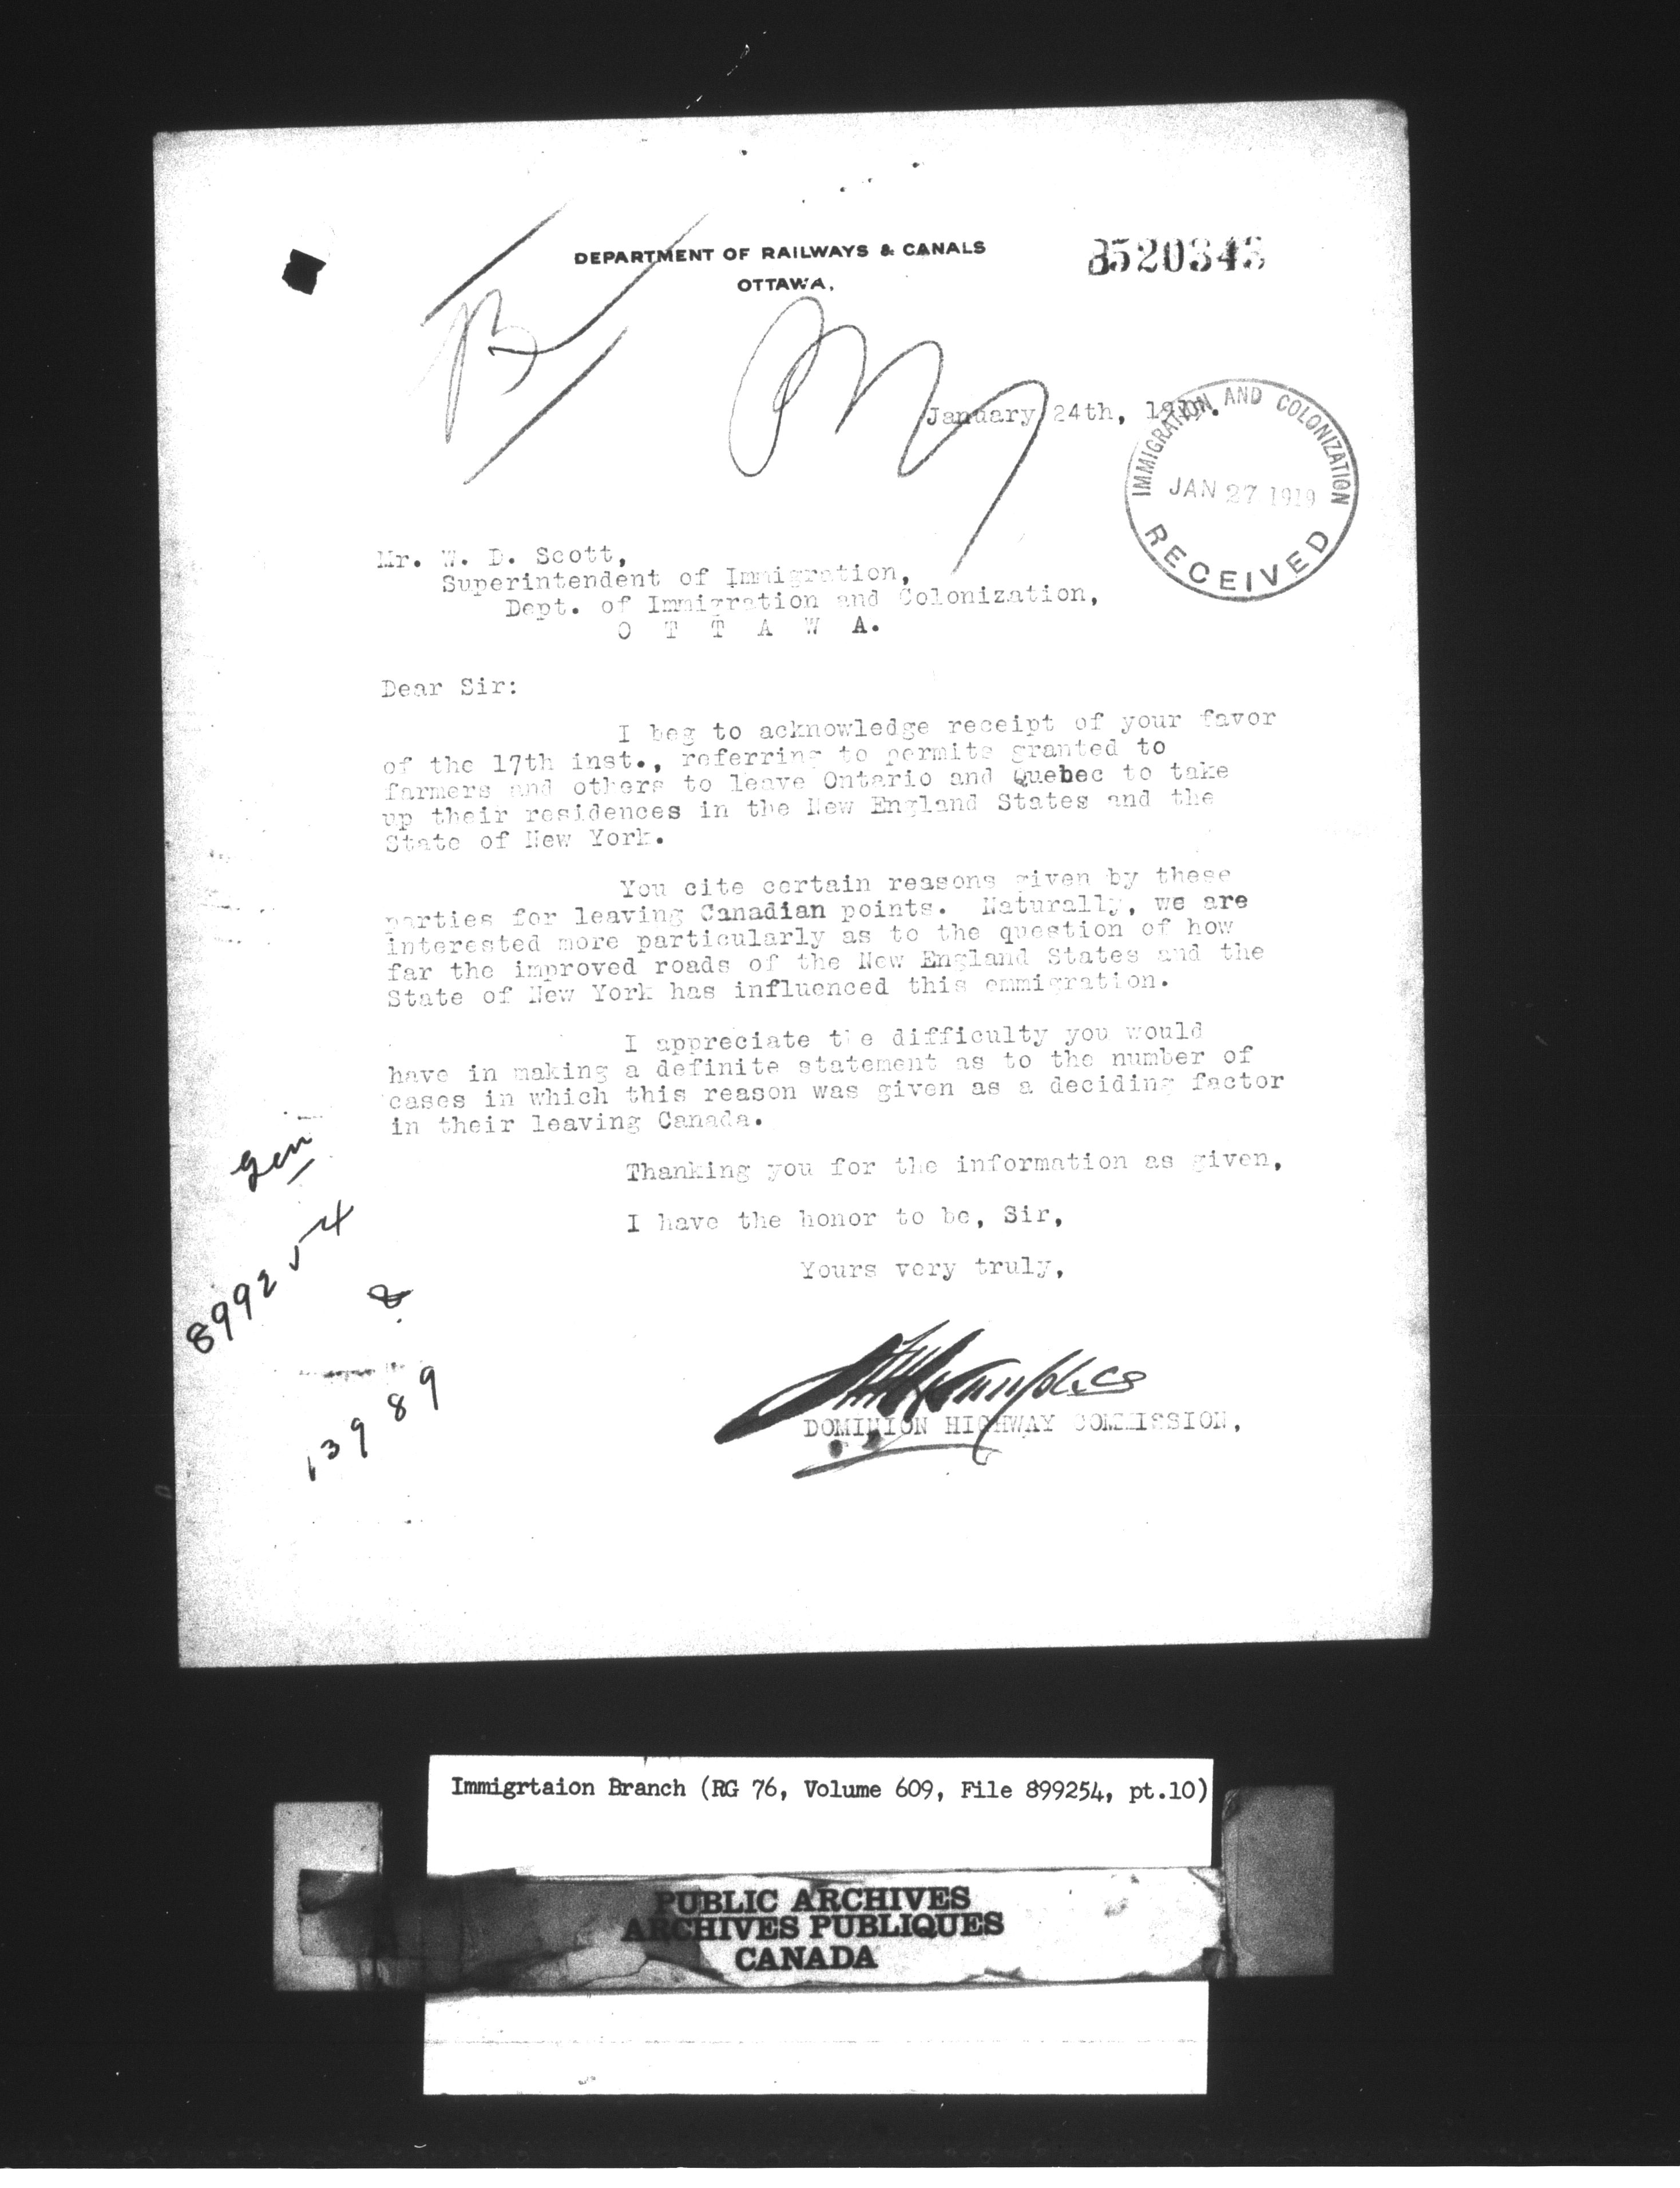 DEPARTMENT OF RAILWAYS & CANALS
OTTAWA,
January 24th, 1919.
IMMIGRATION AND COLONIZATION
JAN 27 1919
RECEIVED
Mr. W. D. Scott,
Superintendent of Immigration,
Dept. of Immigration and Colonization,
O T T A W A.
Dear Sir:
I beg to acknowledge receipt of your favor
of the 17th inst., referring to permits granted to
farmers and others to leave Ontario and Quebec to take
up their residences in the New England States and the
State of New York.
You cite certain reasons given by these
parties for leaving Canadian points. Naturally, we are
interested more particularly as to the question of how
far the improved roads of the New England States and the
State of New York has influenced this emmigration.
I appreciate the difficulty you would
have in making a definite statement as to the number of
cases in which this reason was given as a deciding factor
in their leaving Canada.
gen
Thanking you for the information as given,
I have the honor to be, Sir,
899254
Yours very truly,
13989
DOMINION HIGHWAY COMMISSION,
Immigrtaion Branch (RG 76, Volume 609, File 899254, pt.10)
PUBLIC ARCHIVES
ARCHIVES PUBLIQUES
CANADA